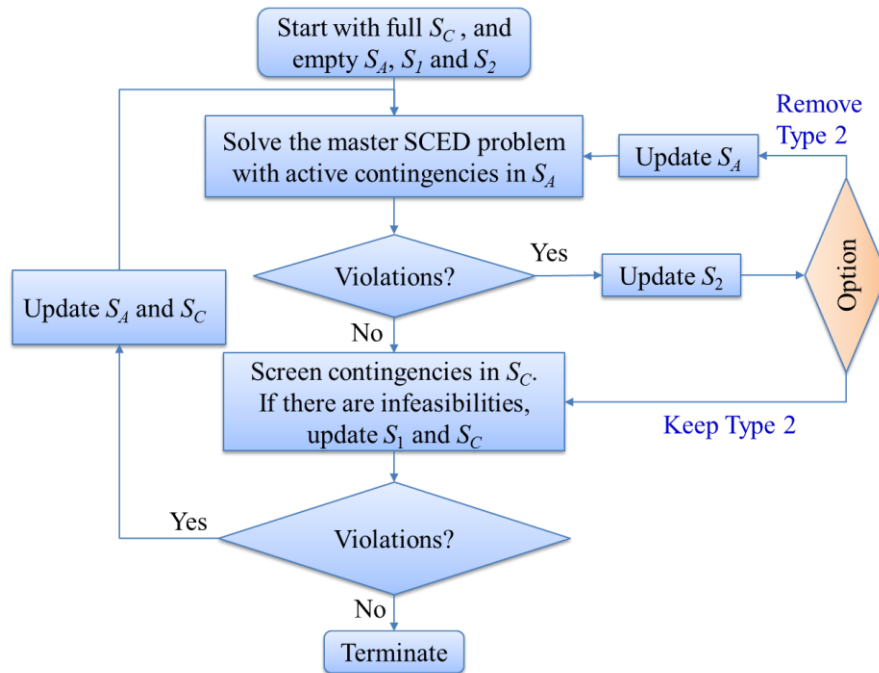 Start with full S_C , and
empty S_A, S_1 and S_2
Remove
Type 2
Solve the master SCED problem
with active contingencies in S_A
Update S_A
Violations?
Yes
Update S_2
Option
Update S_A and S_C
No
Screen contingencies in S_C.
If there are infeasibilities,
update S_1 and S_C
Keep Type 2
Yes
Violations?
No
Terminate